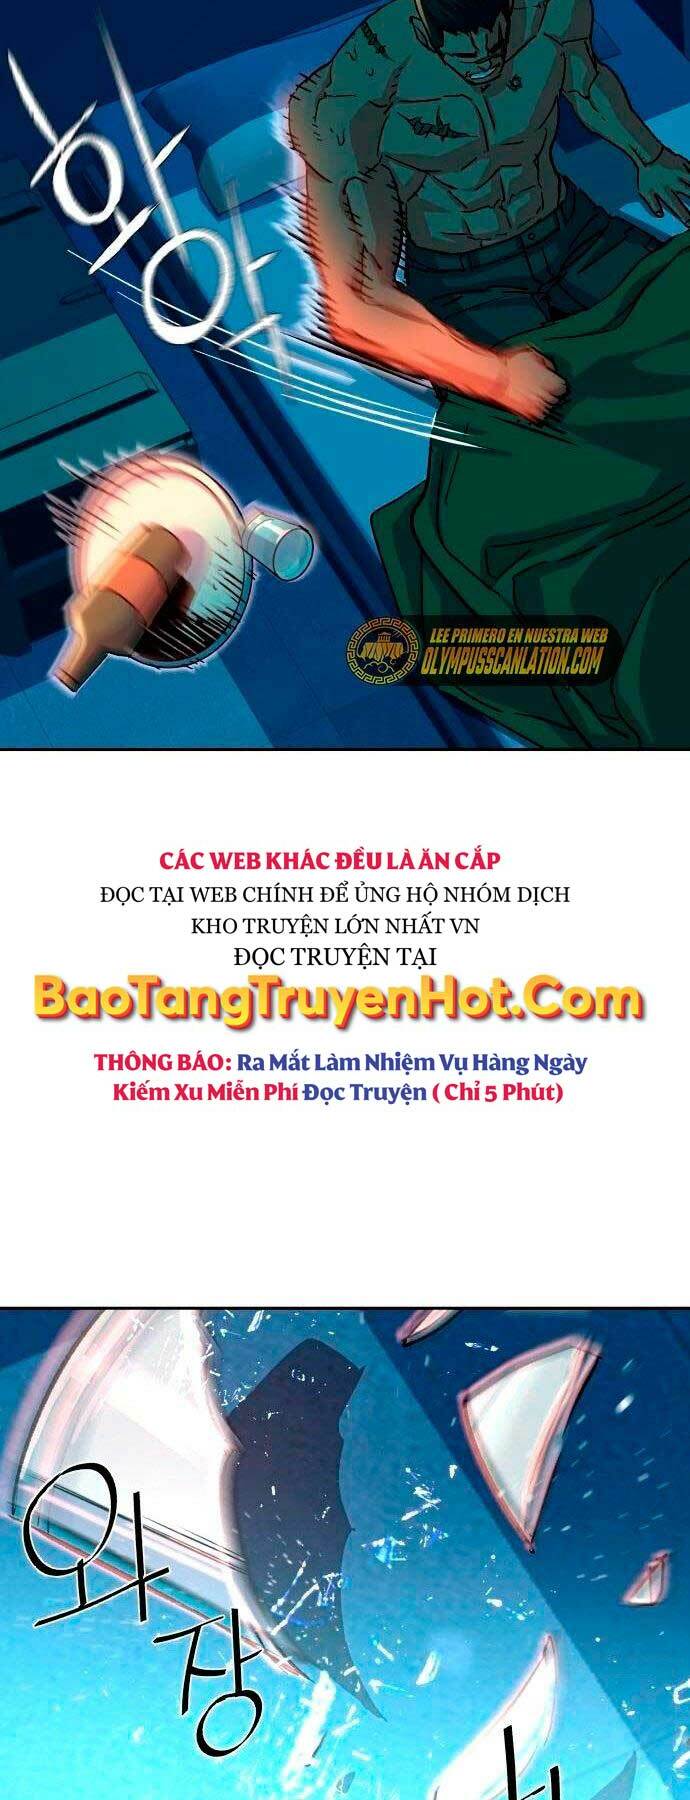 와악
LEE PRIMERO EN NUESTRA WEB
OLYMPUSSCANLATION.COM
CÁC WEB KHÁC ĐỀU LÀ ĂN CẮP
ĐỌC TẠI WEB CHÍNH ĐỂ ỦNG HỘ NHÓM DỊCH
KHO TRUYỆN LỚN NHẤT VN
ĐỌC TRUYỆN TẠI
BaoTangTruyenHot.Com
THÔNG BÁO: Ra Mắt Làm Nhiệm Vụ Hàng Ngày
Kiếm Xu Miễn Phí Đọc Truyện ( Chỉ 5 Phút)
와장